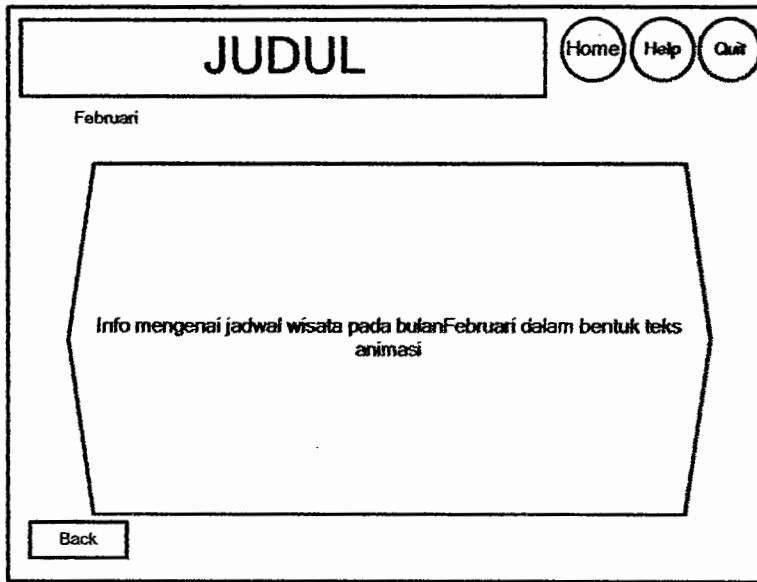 JUDUL
Home
Help
Quit
Februari
Info mengenai jadwal wisata pada bulanFebruari dalam bentuk teks
animasi
Back